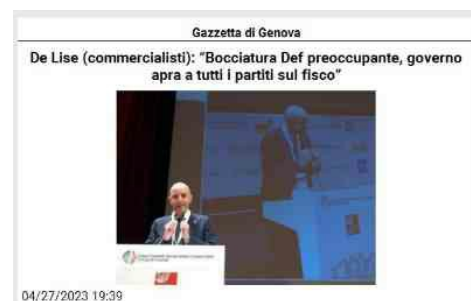 Gazzetta di Genova
De Lise (commercialisti): “Bocciatura Def preoccupante, governo
apra a tutti i partiti sul fisco”
04/27/2023 19:39